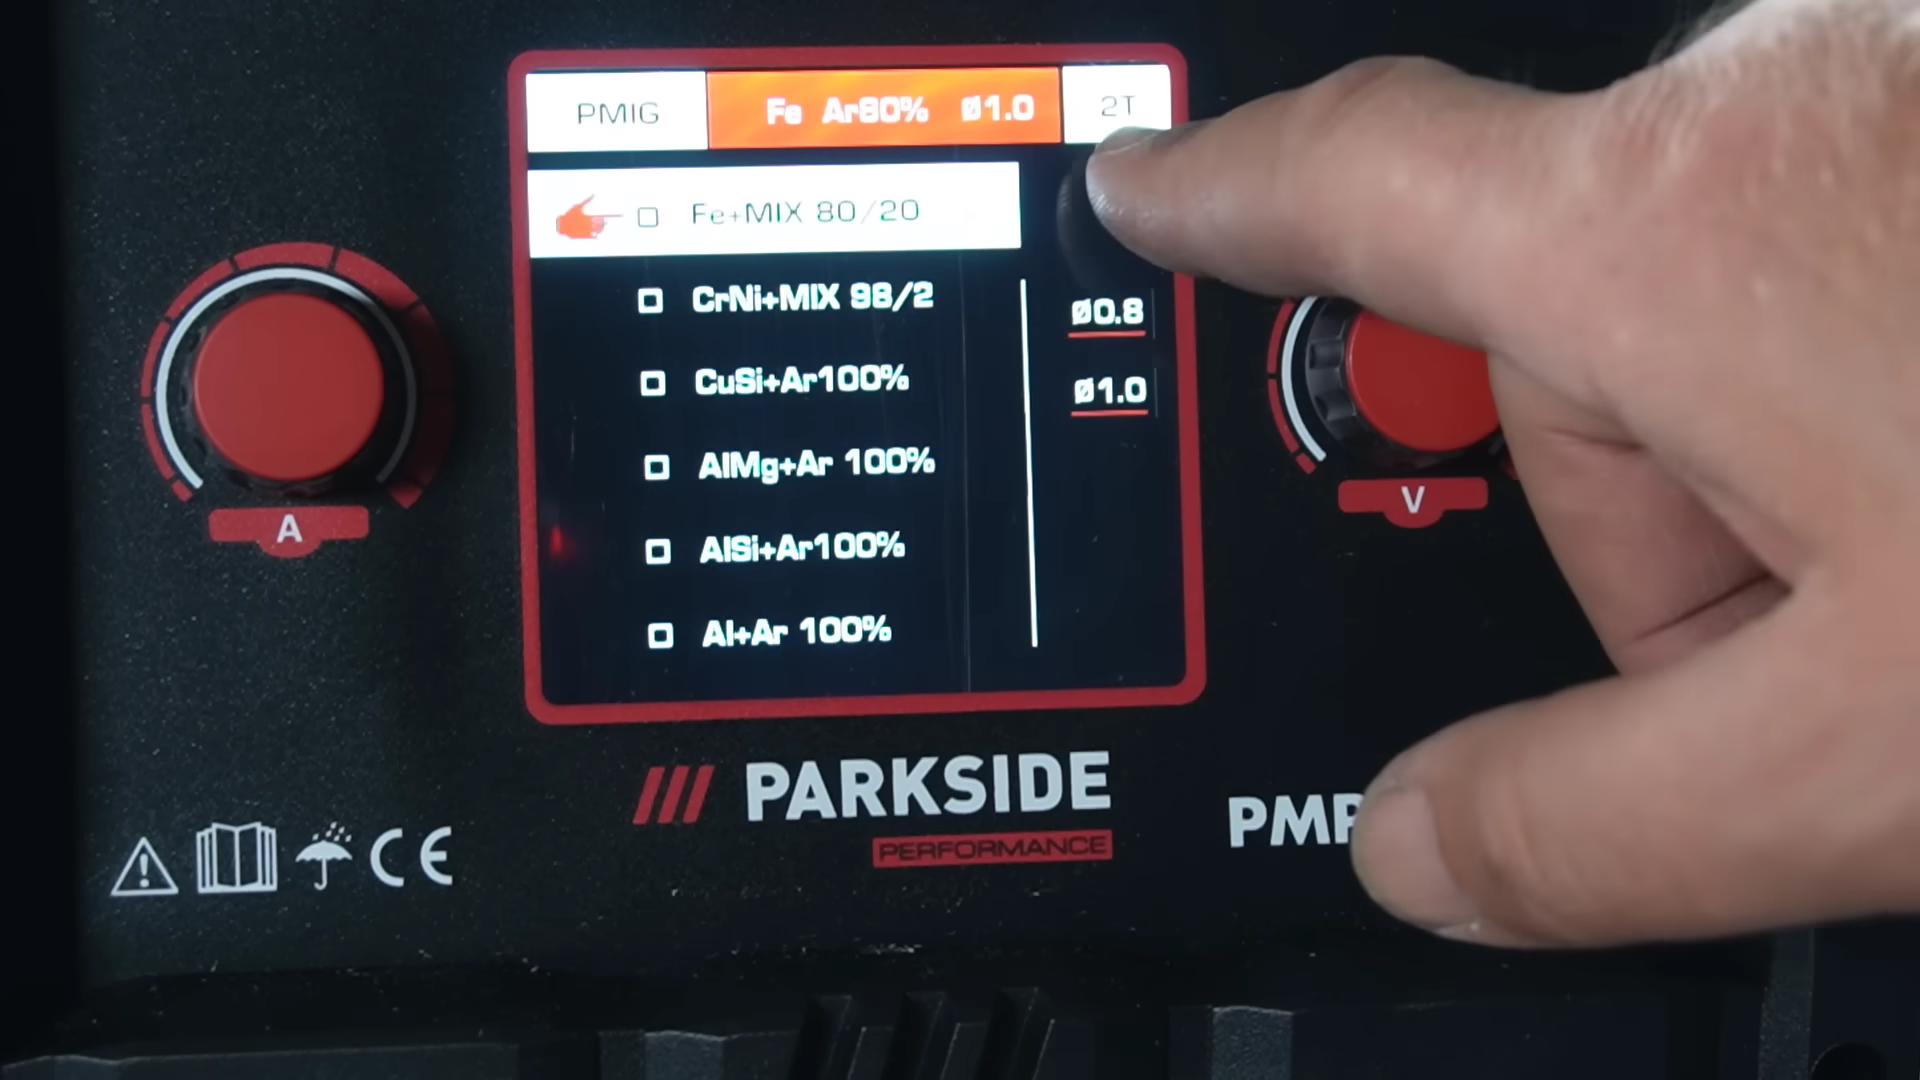 PMIG Fe Ar80% Ø1.0 2T
Fe+MIX 80/20
CrNi+MIX 98/2
Ø0.8
CuSi+Ar100%
Ø1.0
AlMg+Ar 100%
AlSi+Ar100%
Al+Ar 100%
A
V
PARKSIDE
PERFORMANCE
PMP
CE